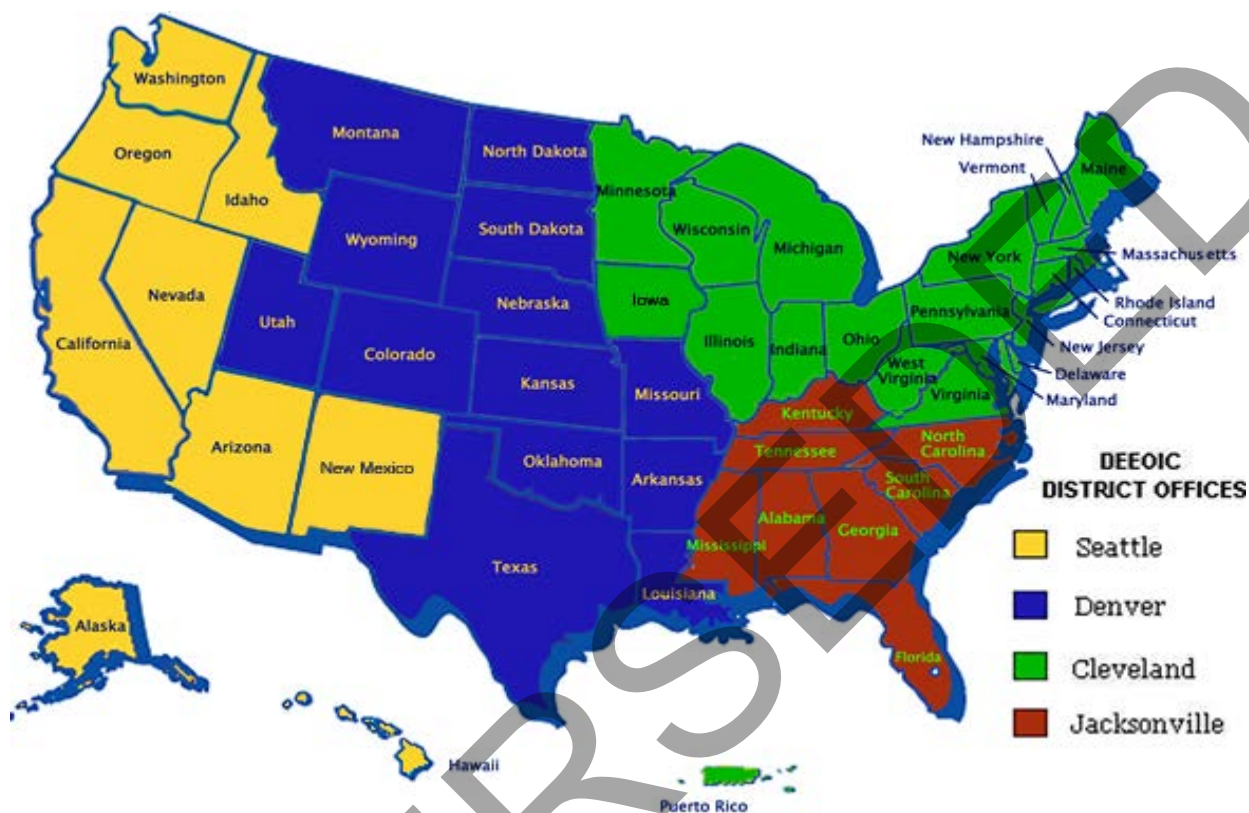 Washington
Montana
North Dakota
Minnesota
New Hampshire
Vermont
Maine
Oregon
Idaho
Wyoming
South Dakota
Wisconsin
Michigan
New York
Massachusetts
Nevada
Utah
Nebraska
Iowa
Rhode Island
Connecticut
Pennsylvania
New Jersey
California
Colorado
Kansas
Missouri
Illinois
Indiana
Ohio
West
Virginia
Virginia
Delaware
Maryland
Kentucky
Arizona
New Mexico
Oklahoma
Arkansas
Tennessee
North
Carolina
South
Carolina
Mississippi
Alabama
Georgia
Texas
Louisiana
Florida
Alaska
Hawaii
Puerto Rico
DEEOIC
DISTRICT OFFICES
Seattle
Denver
Cleveland
Jacksonville